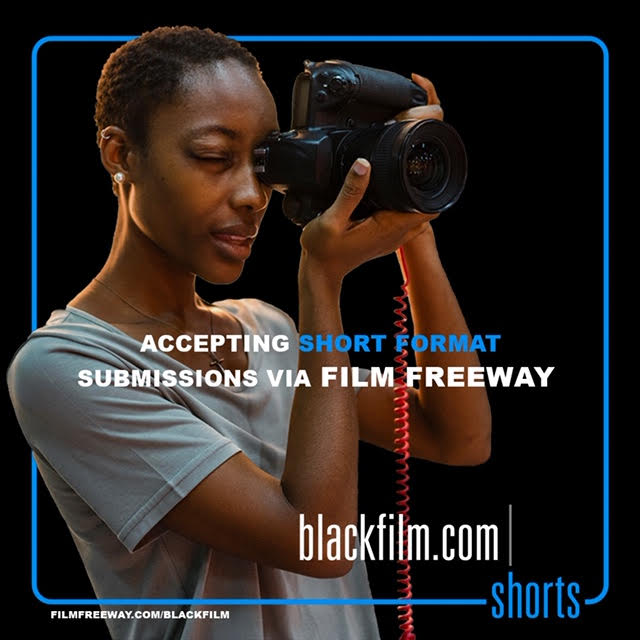 ACCEPTING SHORT FORMAT
SUBMISSIONS VIA FILM FREEWAY
blackfilm.com
shorts
FILMFREEWAY.COM/BLACKFILM